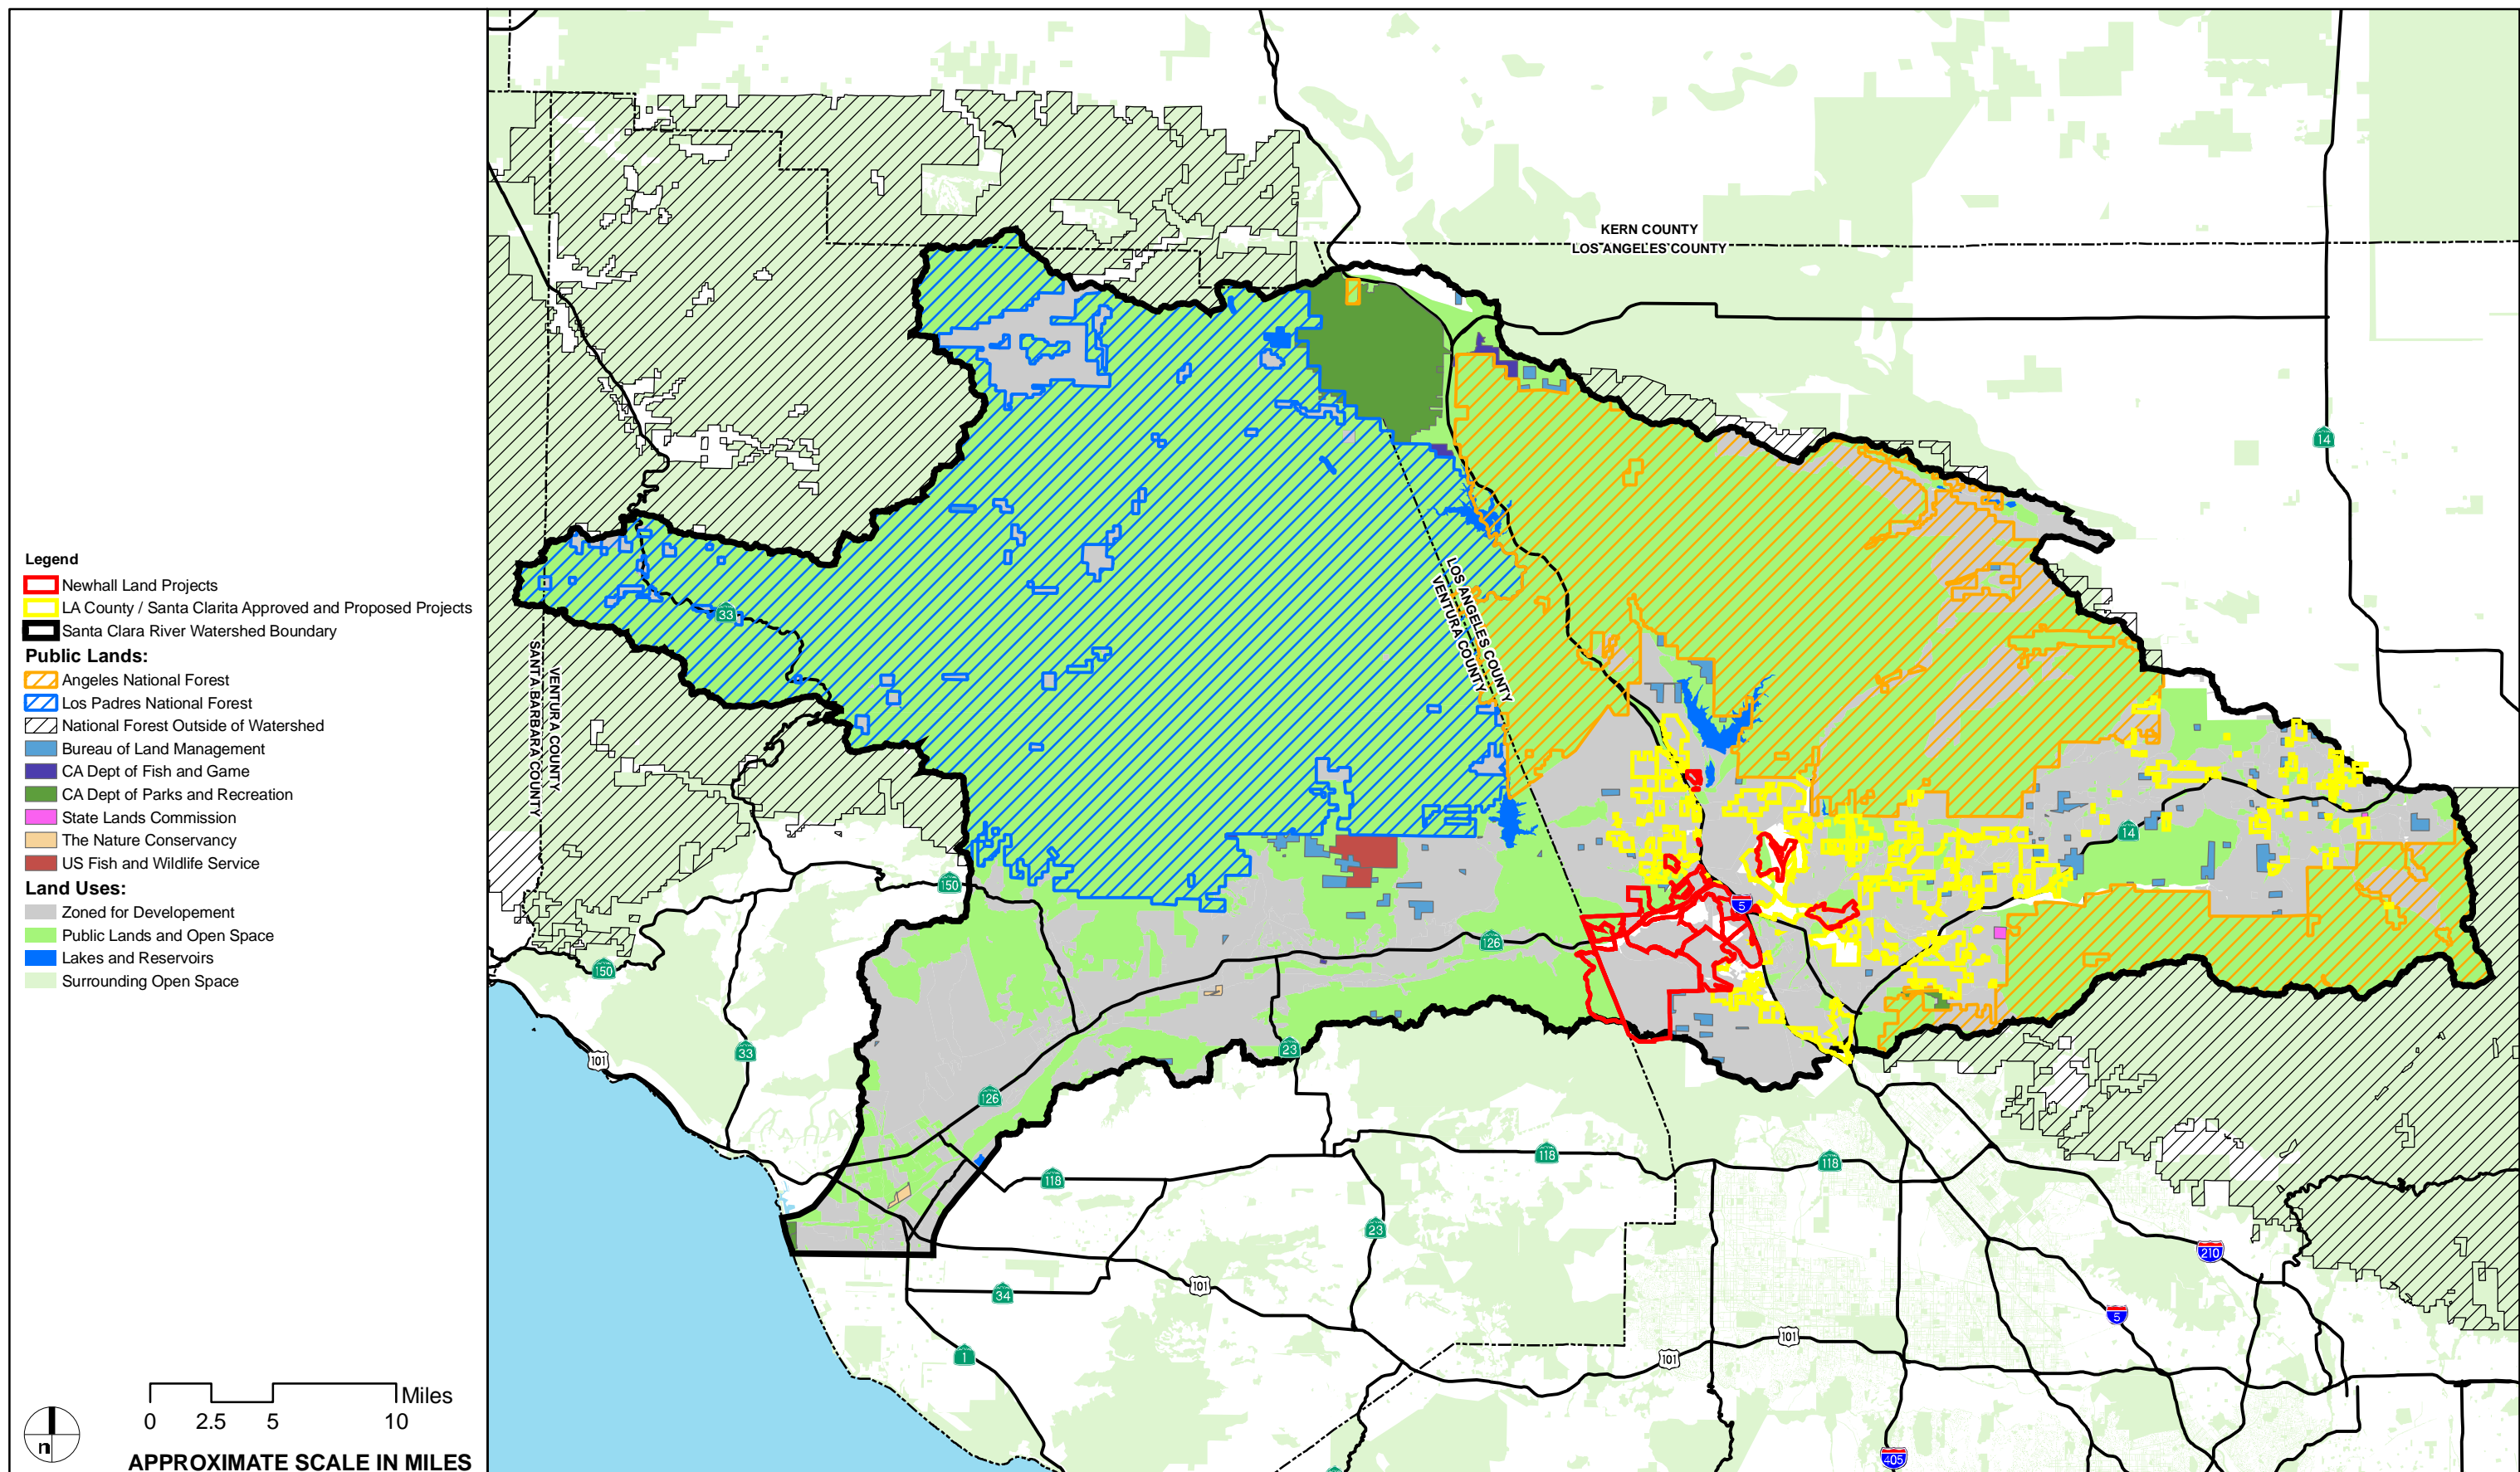 Legend
Newhall Land Projects
LA County / Santa Clarita Approved and Proposed Projects
Santa Clara River Watershed Boundary
Public Lands:
Angeles National Forest
Los Padres National Forest
National Forest Outside of Watershed
Bureau of Land Management
CA Dept of Fish and Game
CA Dept of Parks and Recreation
State Lands Commission
The Nature Conservancy
US Fish and Wildlife Service
Land Uses:
Zoned for Developement
Public Lands and Open Space
Lakes and Reservoirs
Surrounding Open Space
Miles
0 2.5 5 10
APPROXIMATE SCALE IN MILES
n
KERN COUNTY
LOS ANGELES COUNTY
14
LOS ANGELES COUNTY
VENTURA COUNTY
33
VENTURA COUNTY
SANTA BARBARA COUNTY
14
150
5
126
150
33
101
23
126
118
118
118
23
210
101
34
5
101
101
1
405